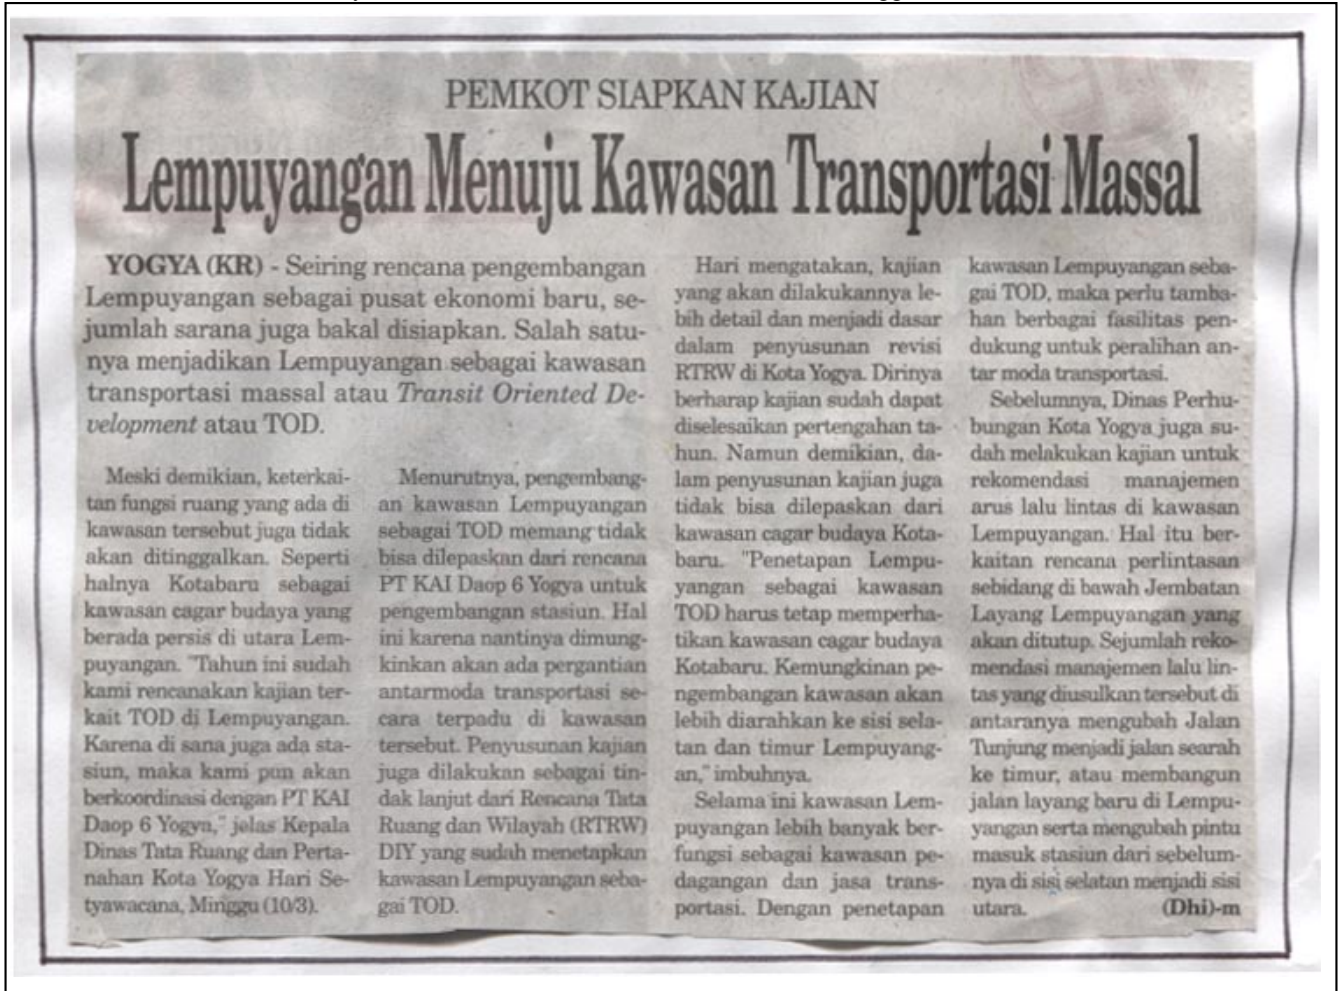 PEMKOT SIAPKAN KAJIAN
Lempuyangan Menuju Kawasan Transportasi Massal
YOGYA (KR) - Seiring rencana pengembangan
Lempuyangan sebagai pusat ekonomi baru, se-
jumlah sarana juga bakal disiapkan. Salah satu-
nya menjadikan Lempuyangan sebagai kawasan
transportasi massal atau Transit Oriented De-
velopment atau TOD.
Meski demikian, keterkai-
tan fungsi ruang yang ada di
kawasan tersebut juga tidak
akan ditinggalkan. Seperti
halnya Kotabaru sebagai
kawasan cagar budaya yang
berada persis di utara Lem-
puyangan. "Tahun ini sudah
kami rencanakan kajian ter-
kait TOD di Lempuyangan.
Karena di sana juga ada sta-
siun, maka kami pun akan
berkoordinasi dengan PT KAI
Daop 6 Yogya," jelas Kepala
Dinas Tata Ruang dan Perta-
nahan Kota Yogya Hari Se-
tyawacana, Minggu (10/3).
Menurutnya, pengembang-
an kawasan Lempuyangan
sebagai TOD memang tidak
bisa dilepaskan dari rencana
PT KAI Daop 6 Yogya untuk
pengembangan stasiun. Hal
ini karena nantinya dimung-
kinkan akan ada pergantian
antarmoda transportasi se-
cara terpadu di kawasan
tersebut. Penyusunan kajian
juga dilakukan sebagai tin-
dak lanjut dari Rencana Tata
Ruang dan Wilayah (RTRW)
DIY yang sudah menetapkan
kawasan Lempuyangan seba-
gai TOD.
Hari mengatakan, kajian
yang akan dilakukannya le-
bih detail dan menjadi dasar
dalam penyusunan revisi
RTRW di Kota Yogya. Dirinya
berharap kajian sudah dapat
diselesaikan pertengahan ta-
hun. Namun demikian, da-
lam penyusunan kajian juga
tidak bisa dilepaskan dari
kawasan cagar budaya Kota-
baru. "Penetapan Lempu-
yangan sebagai kawasan
TOD harus tetap memperha-
tikan kawasan cagar budaya
Kotabaru. Kemungkinan pe-
ngembangan kawasan akan
lebih diarahkan ke sisi sela-
tan dan timur Lempuyang-
an," imbuhnya.
Selama ini kawasan Lem-
puyangan lebih banyak ber-
fungsi sebagai kawasan pe-
dagangan dan jasa trans-
portasi. Dengan penetapan
kawasan Lempuyangan seba-
gai TOD, maka perlu tamba-
han berbagai fasilitas pen-
dukung untuk peralihan an-
tar moda transportasi.
Sebelumnya, Dinas Perhu-
bungan Kota Yogya juga su-
dah melakukan kajian untuk
rekomendasi manajemen
arus lalu lintas di kawasan
Lempuyangan. Hal itu ber-
kaitan rencana perlintasan
sebidang di bawah Jembatan
Layang Lempuyangan yang
akan ditutup. Sejumlah reko-
mendasi manajemen lalu lin-
tas yang diusulkan tersebut di
antaranya mengubah Jalan
Tunjung menjadi jalan searah
ke timur, atau membangun
jalan layang baru di Lempu-
yangan serta mengubah pintu
masuk stasiun dari sebelum-
nya di sisi selatan menjadi sisi
utara. (Dhi)-m